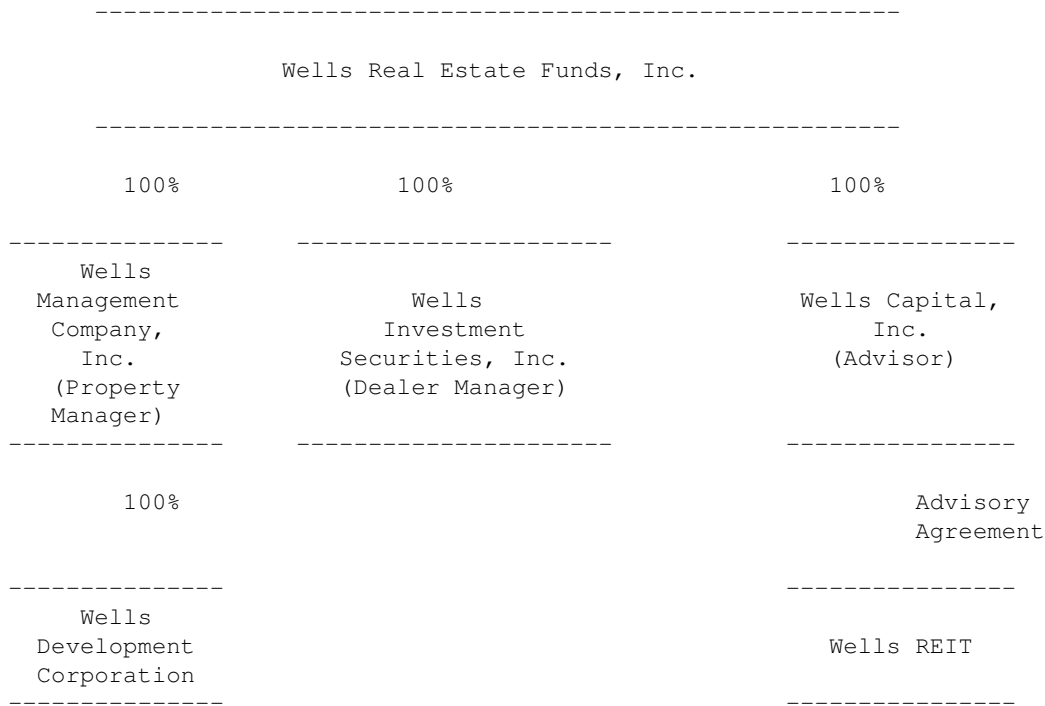 Wells Real Estate Funds, Inc.
100% 100% 100%
Wells
Management Wells Wells Capital,
Company, Investment Inc.
Inc. Securities, Inc. (Advisor)
(Property (Dealer Manager)
Manager)
100% Advisory
Agreement
Wells
Development Wells REIT
Corporation